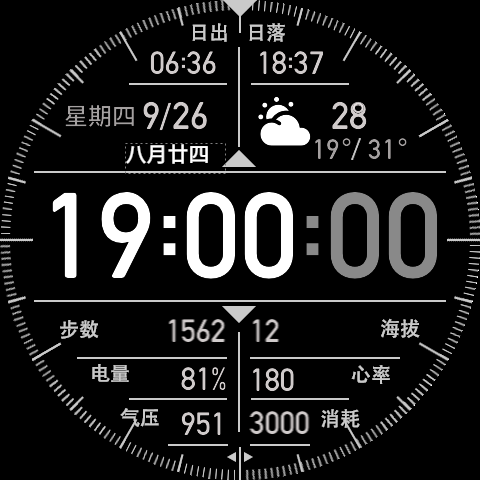 日出 日落
06:36 18:37
星期四 9/26 28
八月廿四 19°/31°
19:00:00
步数 1562 12 海拔
电量 81% 180 心率
气压 951 3000 消耗